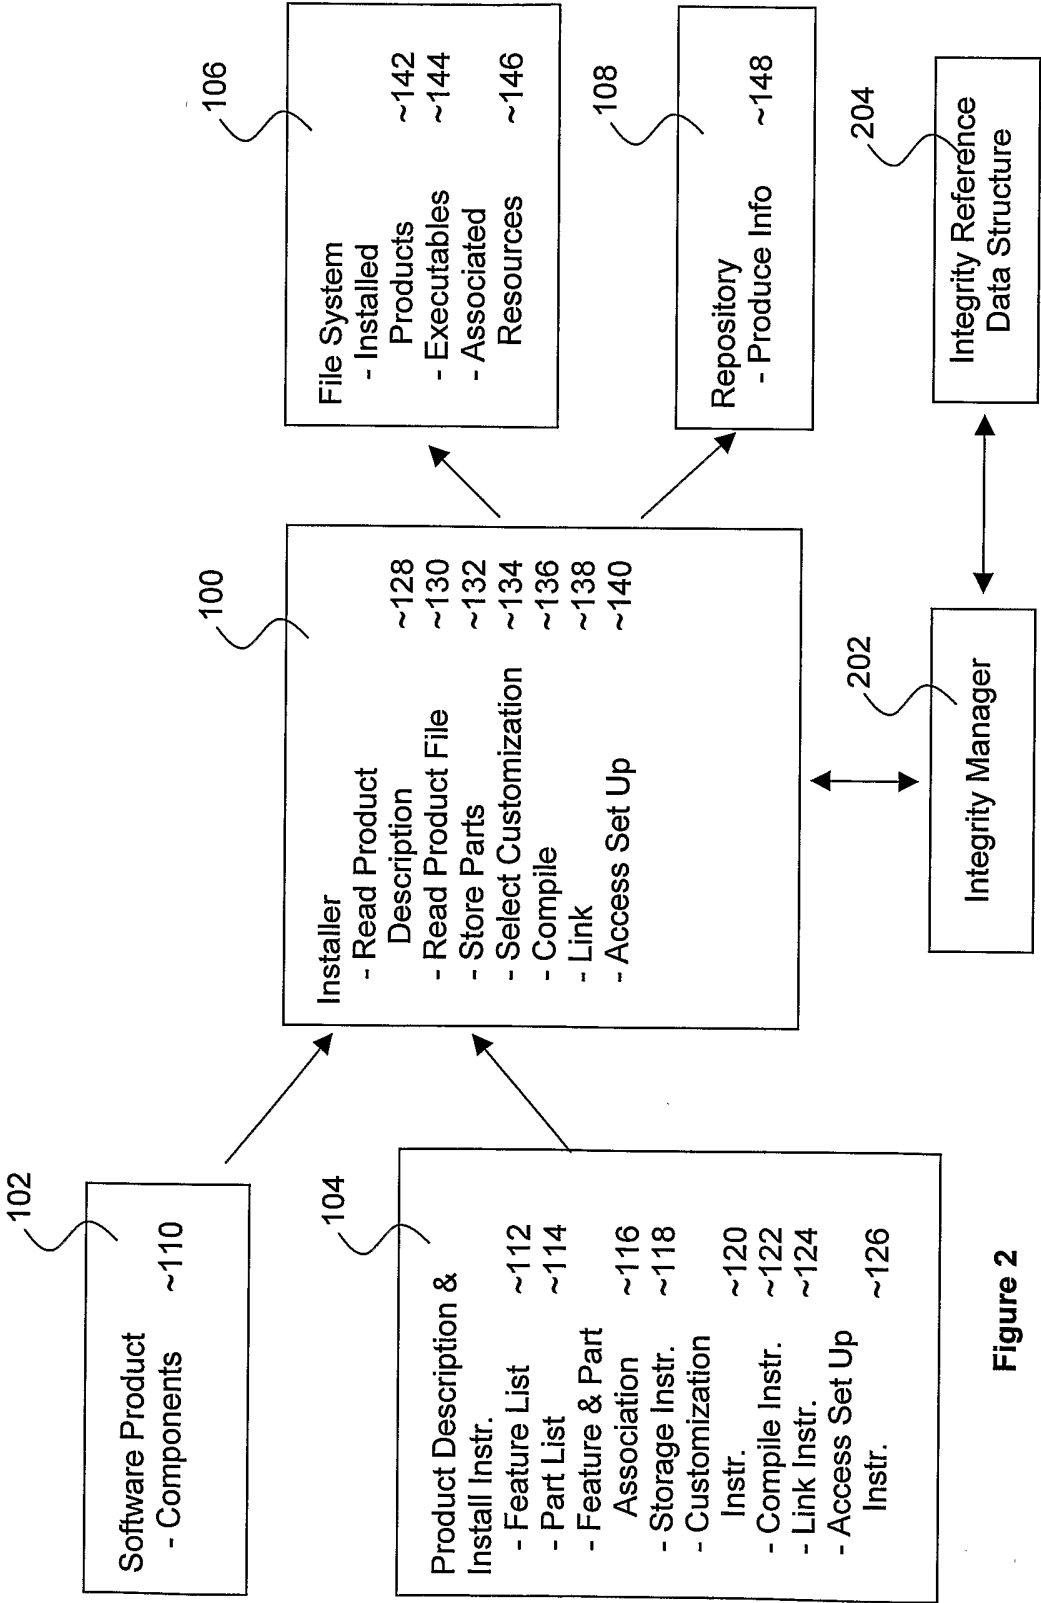 102
Software Product
- Components ~110
104
Product Description &
Install Instr.
- Feature List ~112
- Part List ~114
- Feature & Part
Association ~116
- Storage Instr. ~118
- Customization
Instr. ~120
- Compile Instr. ~122
- Link Instr. ~124
- Access Set Up
Instr. ~126
100
Installer
- Read Product
Description ~128
- Read Product File ~130
- Store Parts ~132
- Select Customization ~134
- Compile ~136
- Link ~138
- Access Set Up ~140
106
File System
- Installed
Products ~142
- Executables ~144
- Associated
Resources ~146
108
Repository
- Produce Info ~148
202
Integrity Manager
204
Integrity Reference
Data Structure
Figure 2